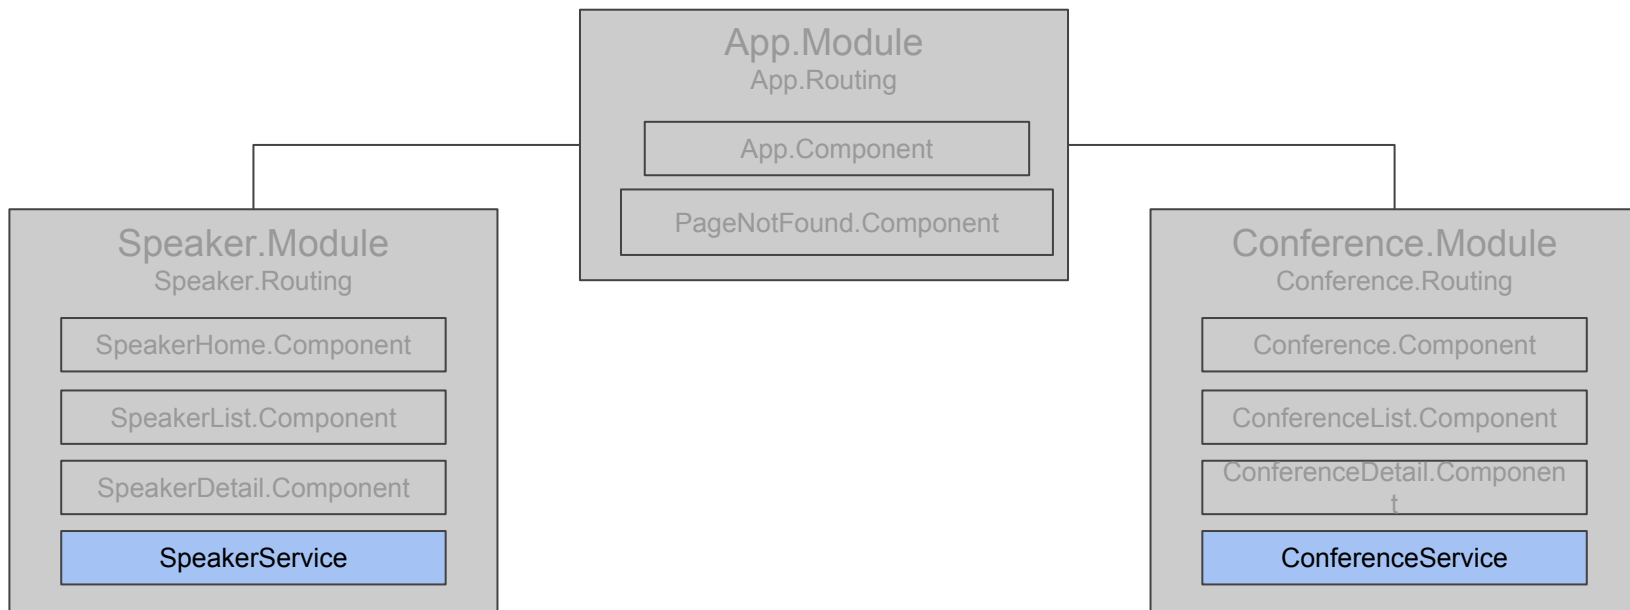 App.Module
App.Routing
App.Component
PageNotFound.Component
Speaker.Module
Speaker.Routing
SpeakerHome.Component
SpeakerList.Component
SpeakerDetail.Component
SpeakerService
Conference.Module
Conference.Routing
Conference.Component
ConferenceList.Component
ConferenceDetail.Componen
t
ConferenceService